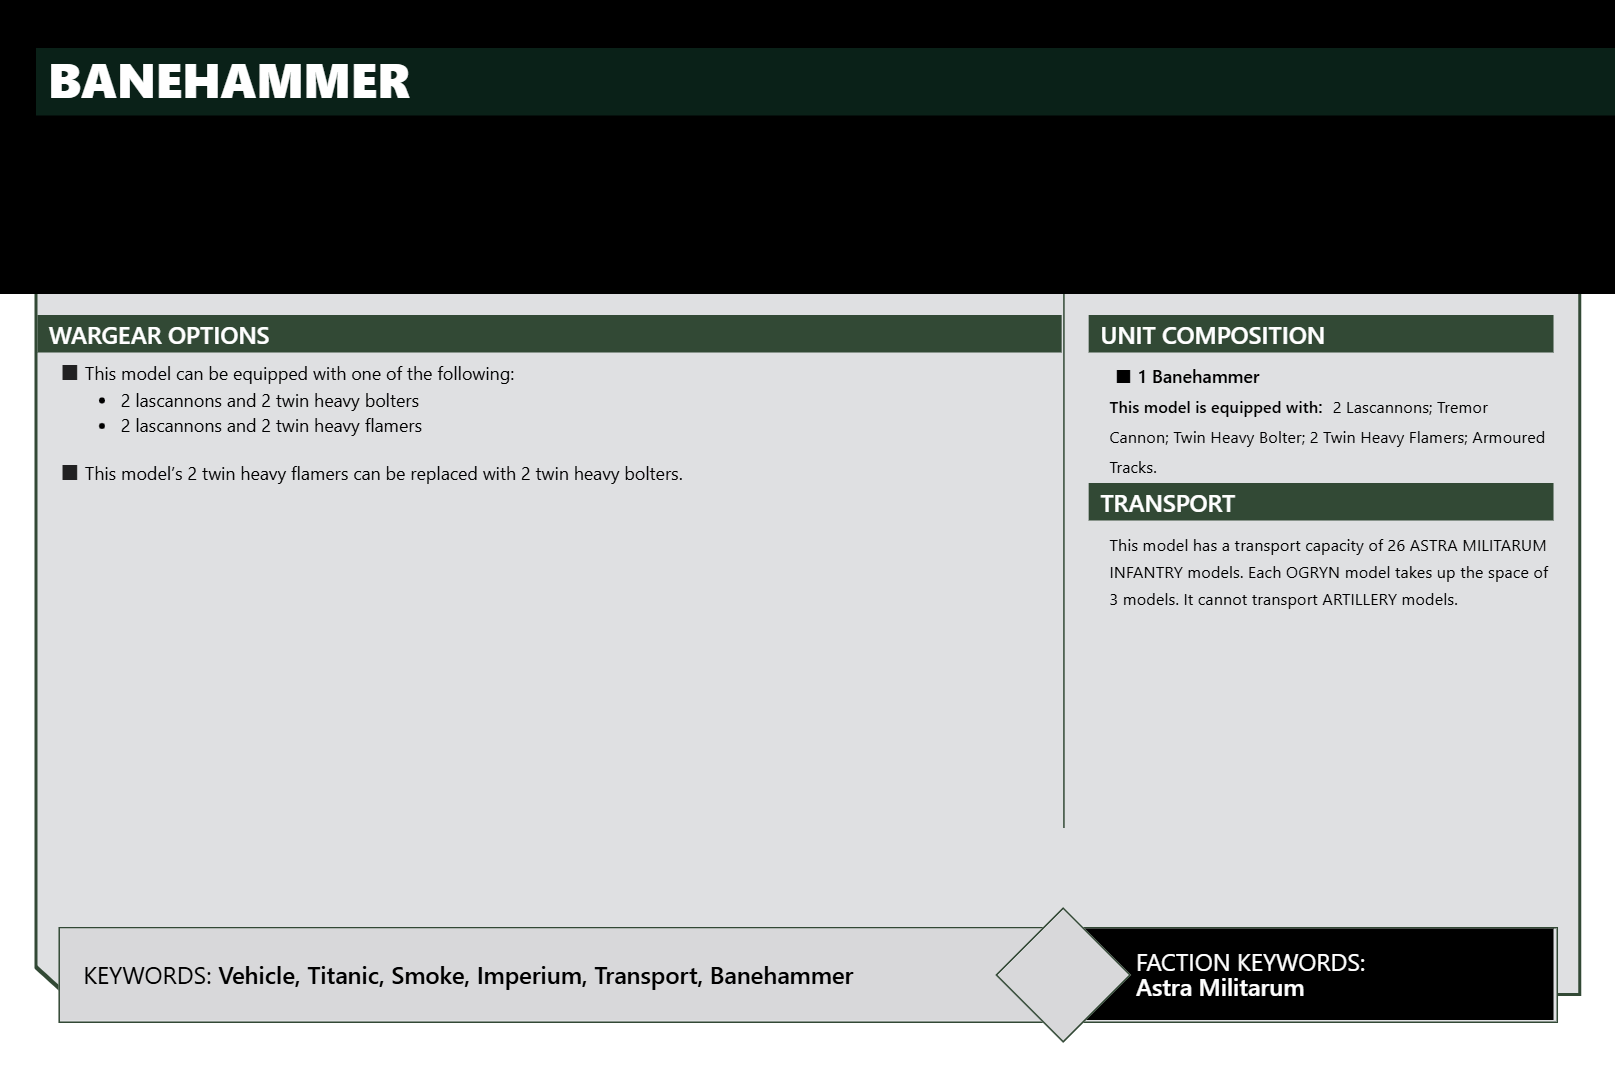 BANEHAMMER
WARGEAR OPTIONS
■ This model can be equipped with one of the following:
• 2 lascannons and 2 twin heavy bolters
• 2 lascannons and 2 twin heavy flamers
■ This model’s 2 twin heavy flamers can be replaced with 2 twin heavy bolters.
UNIT COMPOSITION
■ 1 Banehammer
This model is equipped with: 2 Lascannons; Tremor
Cannon; Twin Heavy Bolter; 2 Twin Heavy Flamers; Armoured
Tracks.
TRANSPORT
This model has a transport capacity of 26 ASTRA MILITARUM
INFANTRY models. Each OGRYN model takes up the space of
3 models. It cannot transport ARTILLERY models.
KEYWORDS: Vehicle, Titanic, Smoke, Imperium, Transport, Banehammer
FACTION KEYWORDS:
Astra Militarum